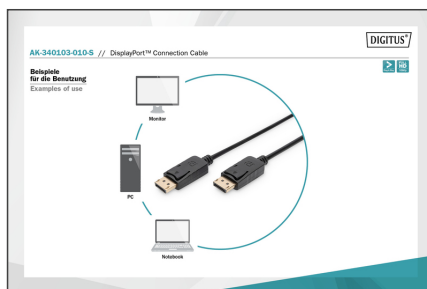 DIGITUS®
AK-340103-010-S // DisplayPort™ Connection Cable
Beispiele
für die Benutzung
Examples of use
Monitor
PC
Notebook